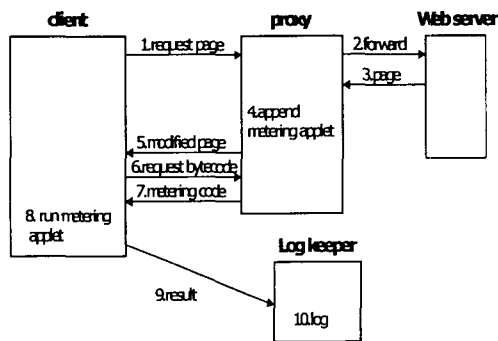 client
proxy
Web server
1.request page
2.forward
3.page
4.append
metering applet
5.modified page
6.request bytecode
7.metering code
8. run metering
applet
Log keeper
9.result
10.log